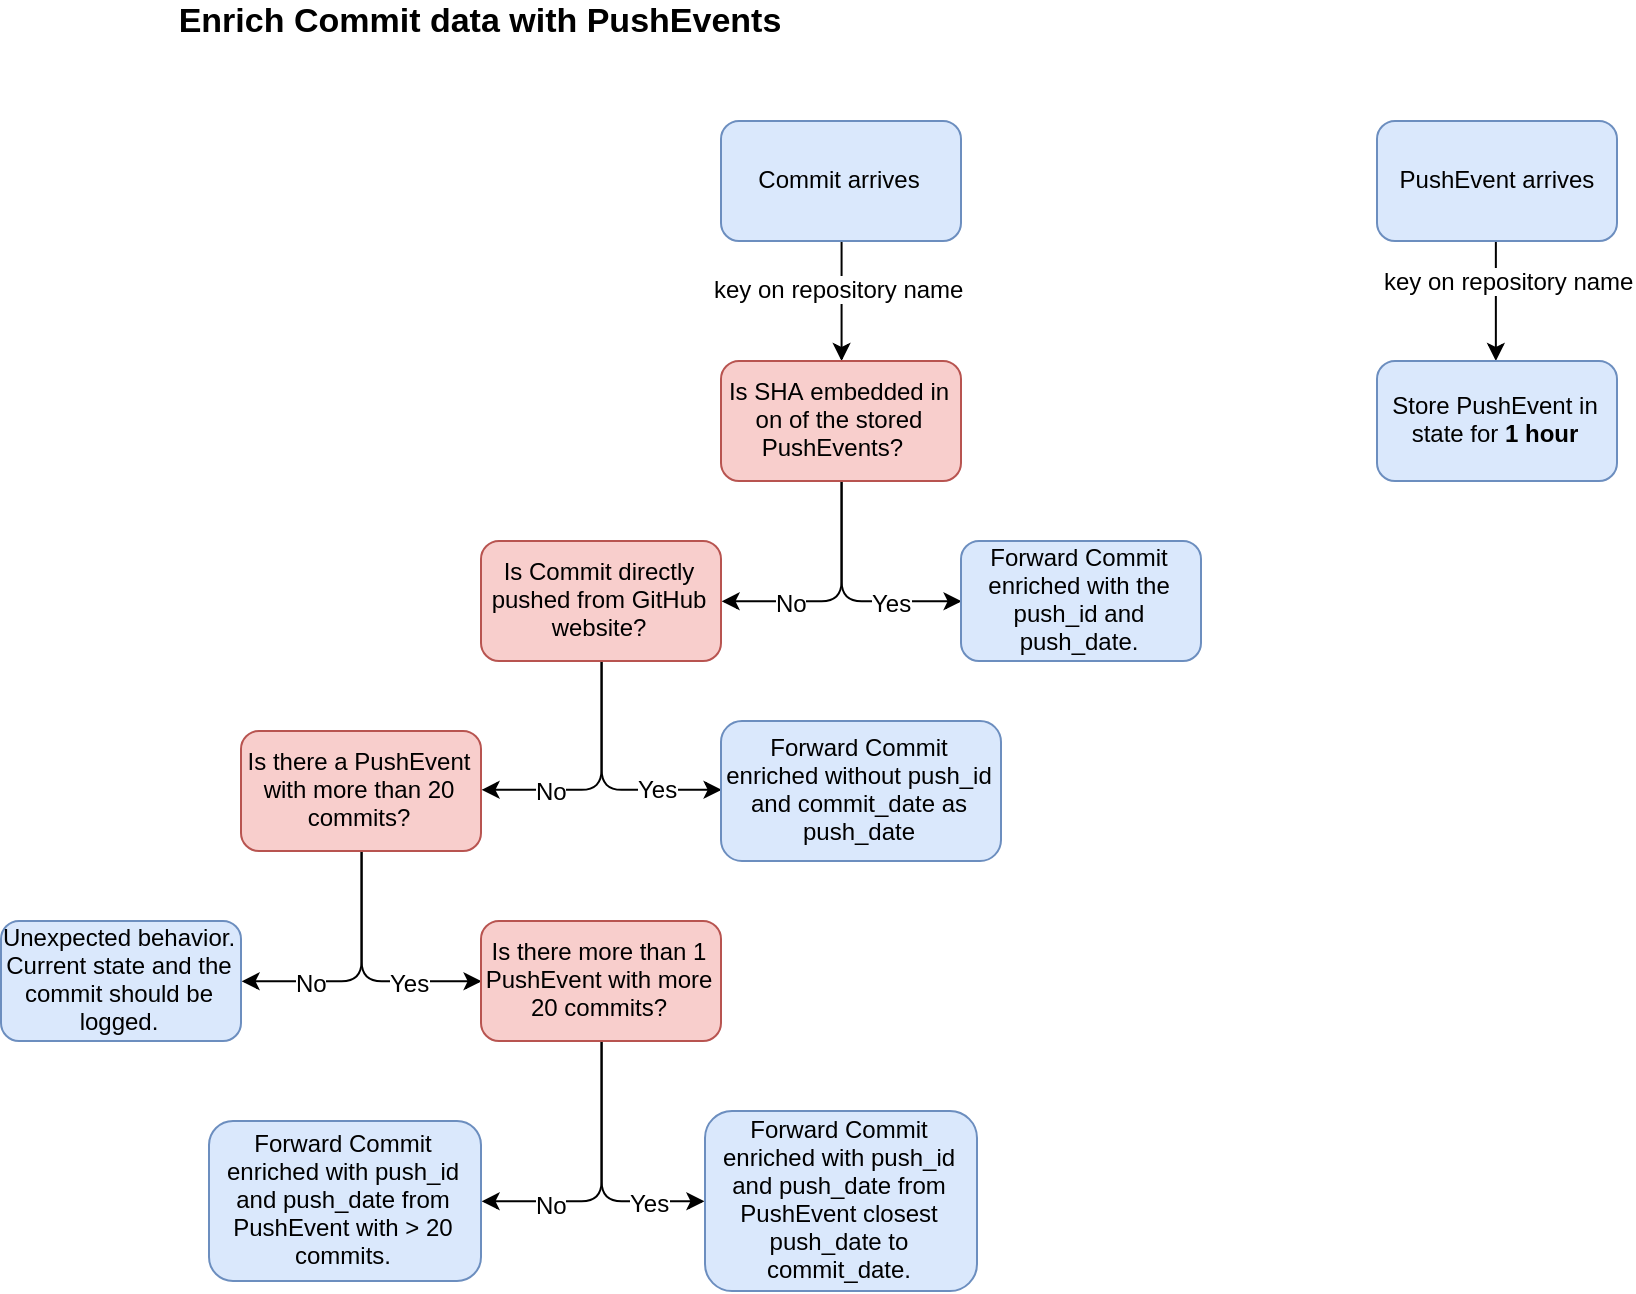 Enrich Commit data with PushEvents
Commit arrives
PushEvent arrives
key on repository name
key on repository name
Is SHA embedded in
on of the stored
PushEvents?
Store PushEvent in
state for 1 hour
Is Commit directly
pushed from GitHub
website?
No
Yes
Forward Commit
enriched with the
push_id and
push_date.
Is there a PushEvent
with more than 20
commits?
No
Yes
Forward Commit
enriched without push_id
and commit_date as
push_date
Unexpected behavior.
Current state and the
commit should be
logged.
No
Yes
Is there more than 1
PushEvent with more
20 commits?
Forward Commit
enriched with push_id
and push_date from
PushEvent with > 20
commits.
No
Yes
Forward Commit
enriched with push_id
and push_date from
PushEvent closest
push_date to
commit_date.